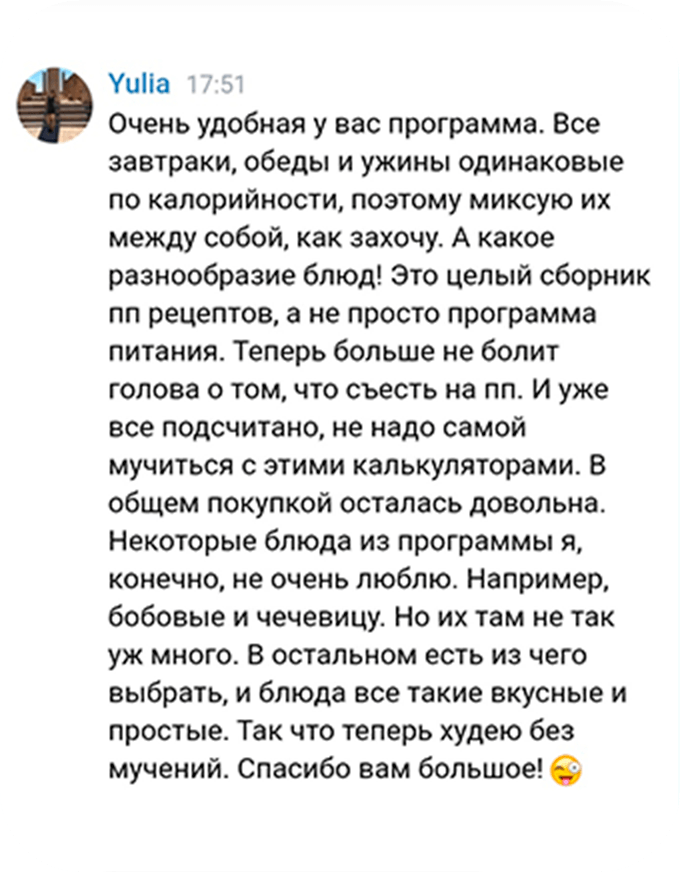 Yulia 17:51
Очень удобная у вас программа. Все
завтраки, обеды и ужины одинаковые
по калорийности, поэтому миксую их
между собой, как захочу. А какое
разнообразие блюд! Это целый сборник
пп рецептов, а не просто программа
питания. Теперь больше не болит
голова о том, что съесть на пп. И уже
все подсчитано, не надо самой
мучиться с этими калькуляторами. В
общем покупкой осталась довольна.
Некоторые блюда из программы я,
конечно, не очень люблю. Например,
бобовые и чечевицу. Но их там не так
уж много. В остальном есть из чего
выбрать, и блюда все такие вкусные и
простые. Так что теперь худею без
мучений. Спасибо вам большое! 😜